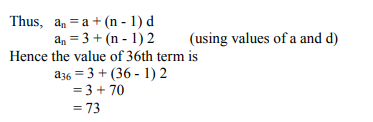 Thus, aₙ = a + (n - 1) d
aₙ = 3 + (n - 1) 2 (using values of a and d)
Hence the value of 36th term is
a₃₆ = 3 + (36 - 1) 2
= 3 + 70
= 73